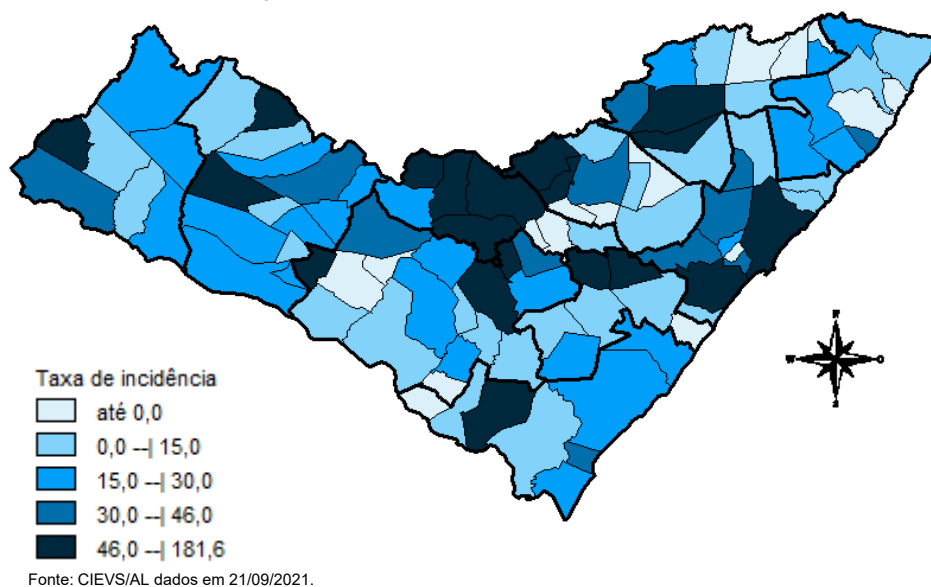 Taxa de incidência
até 0,0
0,0 --| 15,0
15,0 --| 30,0
30,0 --| 46,0
46,0 --| 181,6
Fonte: CIEVS/AL dados em 21/09/2021.